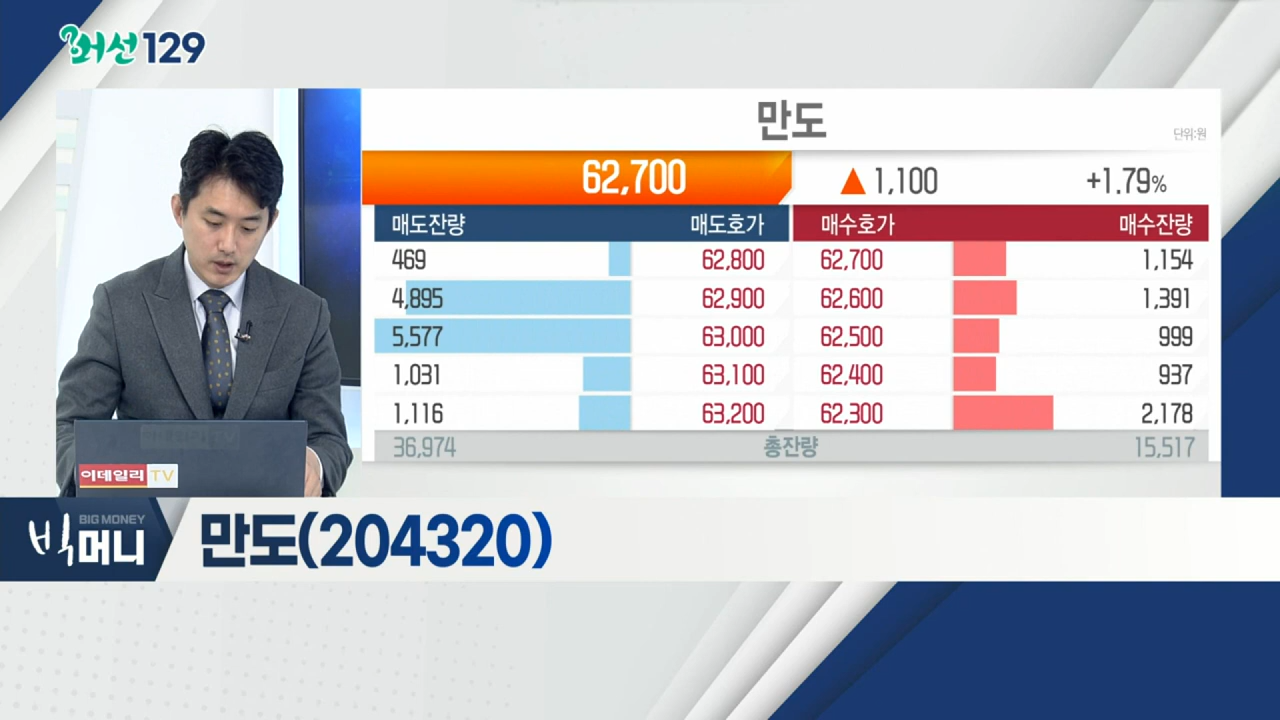 머선129
만도
단위:원
62,700 ▲ 1,100 +1.79%
매도잔량 매도호가 매수호가 매수잔량
469 62,800 62,700 1,154
4,895 62,900 62,600 1,391
5,577 63,000 62,500 999
1,031 63,100 62,400 937
1,116 63,200 62,300 2,178
36,974 총잔량 15,517
이데일리 TV
BIG MONEY
빅머니
만도(204320)